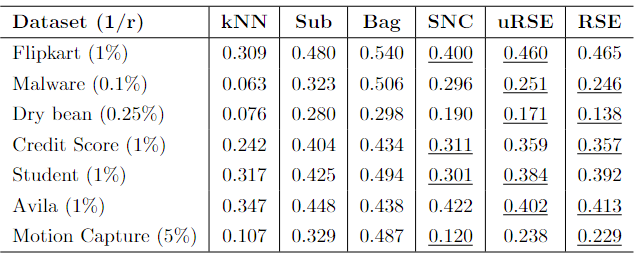 Dataset (1/r) kNN Sub Bag SNC uRSE RSE
Flipkart (1%) 0.309 0.480 0.540 0.400 0.460 0.465
Malware (0.1%) 0.063 0.323 0.506 0.296 0.251 0.246
Dry bean (0.25%) 0.076 0.280 0.298 0.190 0.171 0.138
Credit Score (1%) 0.242 0.404 0.434 0.311 0.359 0.357
Student (1%) 0.317 0.425 0.494 0.301 0.384 0.392
Avila (1%) 0.347 0.448 0.438 0.422 0.402 0.413
Motion Capture (5%) 0.107 0.329 0.487 0.120 0.238 0.229